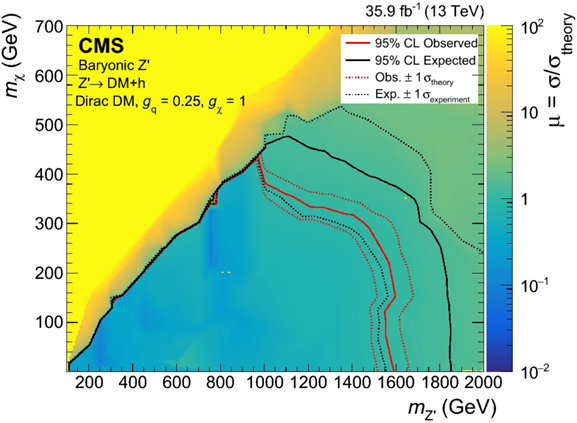 35.9 fb⁻¹ (13 TeV)
CMS
Baryonic Z'
Z'→ DM+h
Dirac DM, g_q = 0.25, g_χ = 1
95% CL Observed
95% CL Expected
Obs. ± 1 σ_theory
Exp. ± 1 σ_experiment
m_χ (GeV)
700
600
500
400
300
200
100
200 400 600 800 1000 1200 1400 1600 1800 2000
m_Z' (GeV)
10²
10
1
10⁻¹
10⁻²
μ = σ/σ_theory